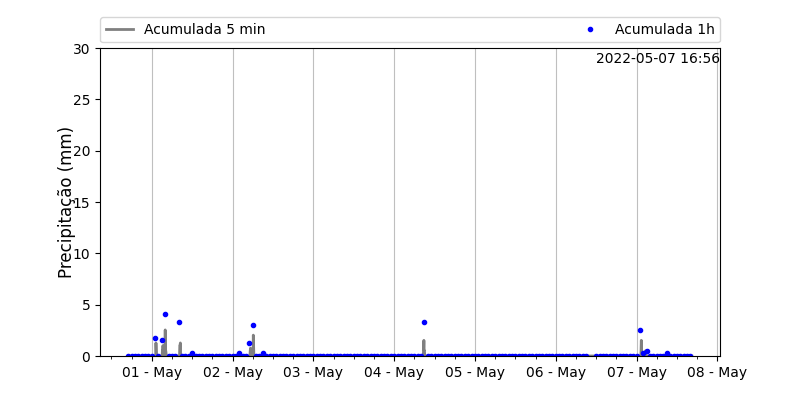 Acumulada 5 min
Acumulada 1h
2022-05-07 16:56
Precipitação (mm)
30
25
20
15
10
5
0
01 - May
02 - May
03 - May
04 - May
05 - May
06 - May
07 - May
08 - May